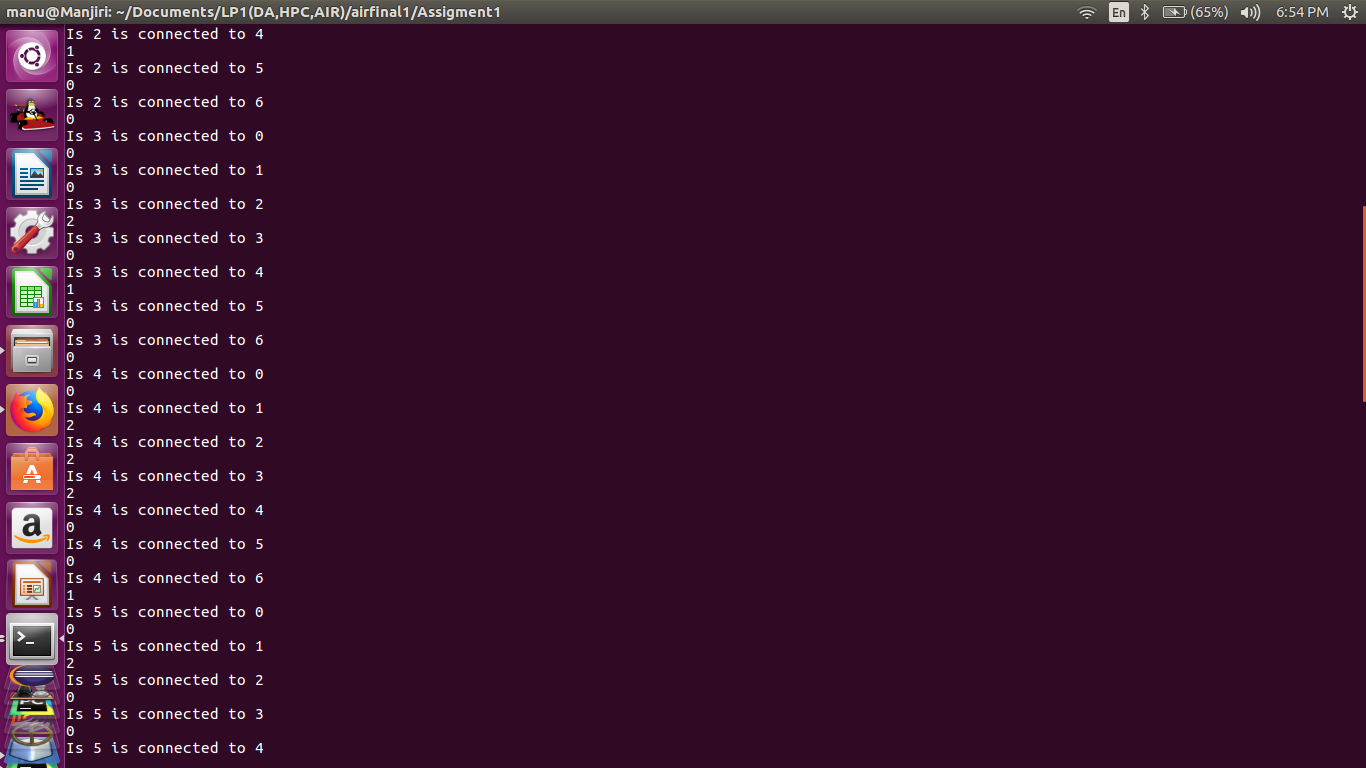 manu@Manjiri: ~/Documents/LP1(DA,HPC,AIR)/airfinal1/Assigment1 En (65%) 6:54 PM
Is 2 is connected to 4
1
Is 2 is connected to 5
0
Is 2 is connected to 6
0
Is 3 is connected to 0
0
Is 3 is connected to 1
0
Is 3 is connected to 2
2
Is 3 is connected to 3
0
Is 3 is connected to 4
1
Is 3 is connected to 5
0
Is 3 is connected to 6
0
Is 4 is connected to 0
0
Is 4 is connected to 1
2
Is 4 is connected to 2
2
Is 4 is connected to 3
2
Is 4 is connected to 4
0
Is 4 is connected to 5
0
Is 4 is connected to 6
1
Is 5 is connected to 0
0
Is 5 is connected to 1
2
Is 5 is connected to 2
0
Is 5 is connected to 3
0
Is 5 is connected to 4